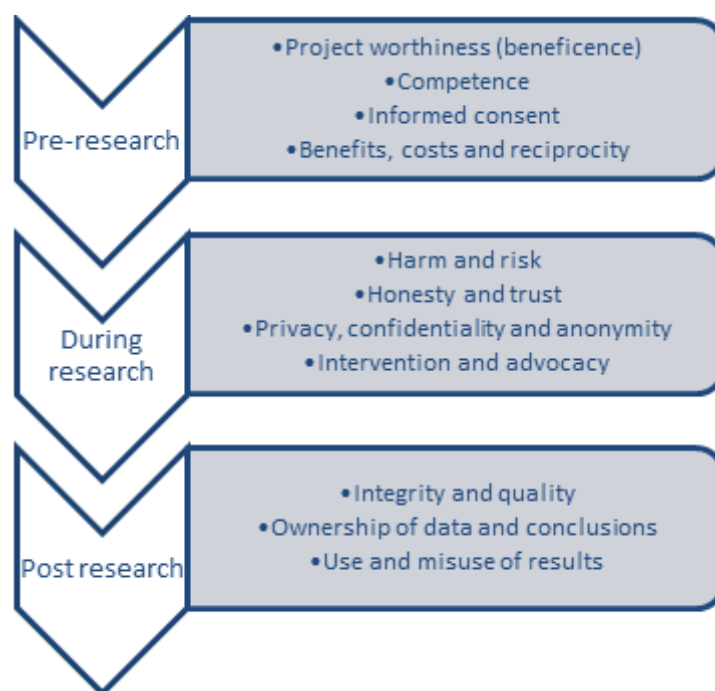 Pre-research
•Project worthiness (beneficence)
•Competence
•Informed consent
•Benefits, costs and reciprocity
During
research
•Harm and risk
•Honesty and trust
•Privacy, confidentiality and anonymity
•Intervention and advocacy
Post research
•Integrity and quality
•Ownership of data and conclusions
•Use and misuse of results